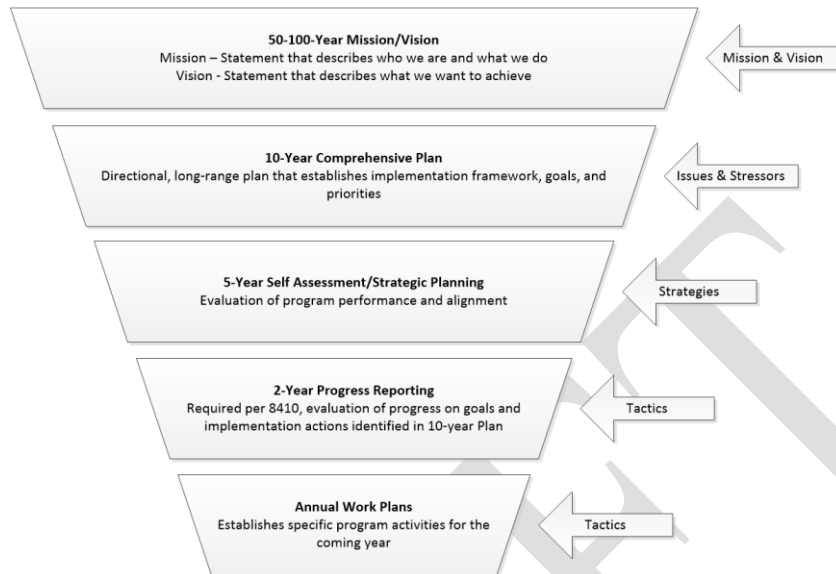 50-100-Year Mission/Vision
Mission – Statement that describes who we are and what we do
Vision - Statement that describes what we want to achieve
Mission & Vision
10-Year Comprehensive Plan
Directional, long-range plan that establishes implementation framework, goals, and
priorities
Issues & Stressors
5-Year Self Assessment/Strategic Planning
Evaluation of program performance and alignment
Strategies
2-Year Progress Reporting
Required per 8410, evaluation of progress on goals and
implementation actions identified in 10-year Plan
Tactics
Annual Work Plans
Establishes specific program activities for the
coming year
Tactics